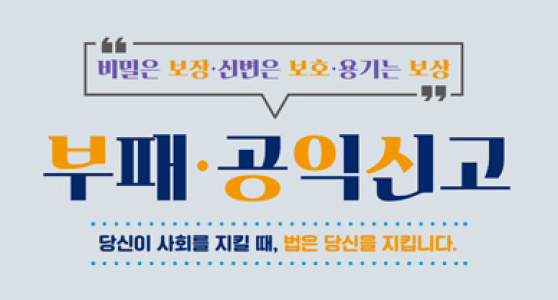 비밀은 보장·신변은 보호·용기는 보상
부패·공익신고
당신이 사회를 지킬 때, 법은 당신을 지킵니다.